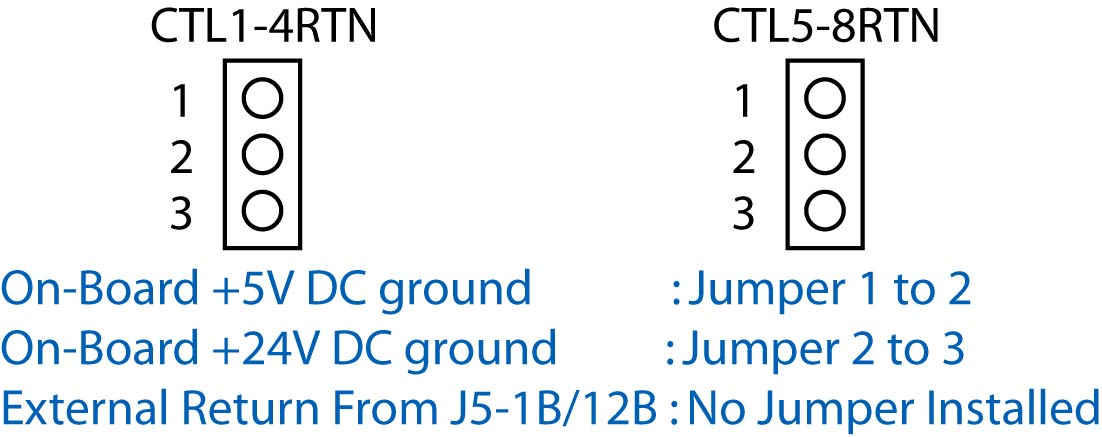 CTL1-4RTN CTL5-8RTN
1 1
2 2
3 3
On-Board +5V DC ground : Jumper 1 to 2
On-Board +24V DC ground : Jumper 2 to 3
External Return From J5-1B/12B : No Jumper Installed